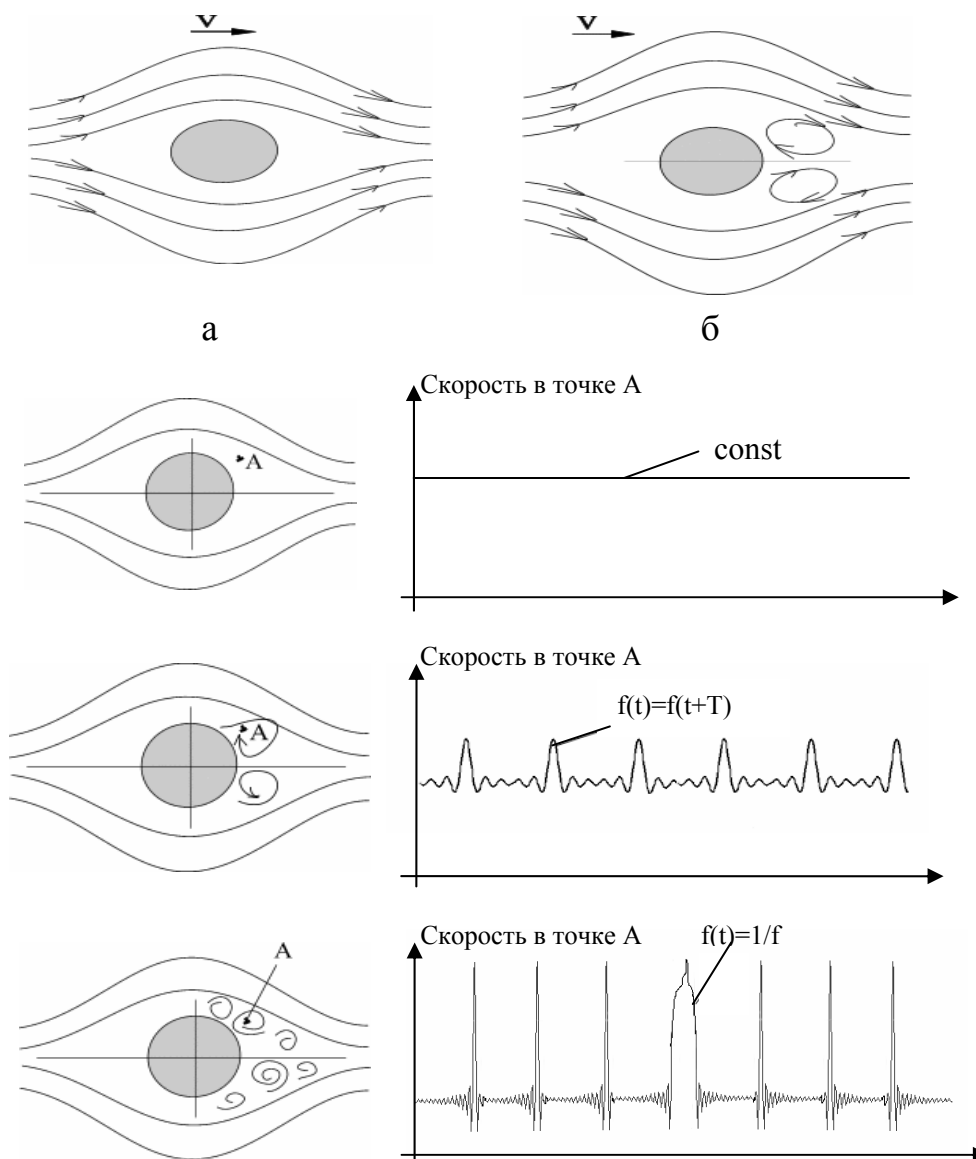 V
V
а
б
Скорость в точке А
const
А
Скорость в точке А
f(t)=f(t+T)
А
Скорость в точке А
f(t)=1/f
А